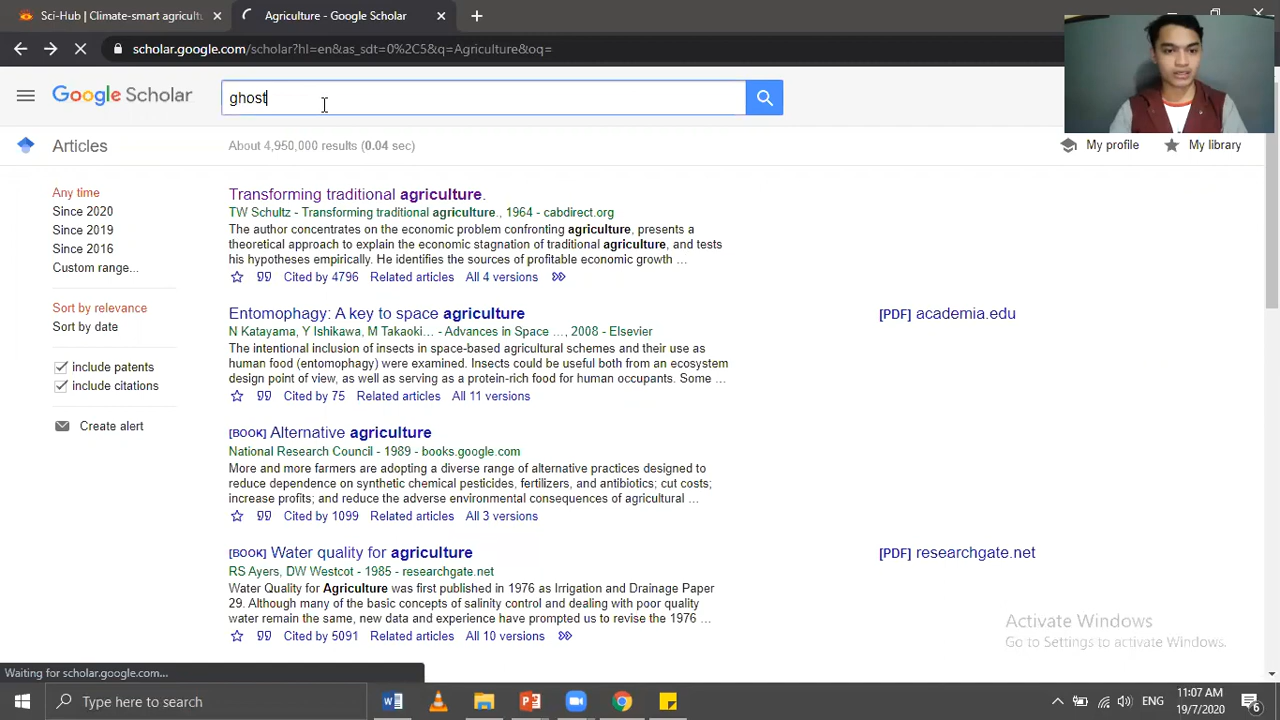 Sci-Hub | Climate-smart agricult
Agriculture - Google Scholar
scholar.google.com/scholar?hl=en&as_sdt=0%2C5&q=Agriculture&oq=
Google Scholar
ghost
Articles
About 4,950,000 results (0.04 sec)
My profile
My library
Any time
Since 2020
Since 2019
Since 2016
Custom range...
Sort by relevance
Sort by date
include patents
include citations
Create alert
Transforming traditional agriculture.
TW Schultz - Transforming traditional agriculture., 1964 - cabdirect.org
The author concentrates on the economic problem confronting agriculture, presents a
theoretical approach to explain the economic stagnation of traditional agriculture, and tests
his hypotheses empirically. He identifies the sources of profitable economic growth ...
Cited by 4796 Related articles All 4 versions
Entomophagy: A key to space agriculture
[PDF] academia.edu
N Katayama, Y Ishikawa, M Takaoki... - Advances in Space ..., 2008 - Elsevier
The intentional inclusion of insects in space-based agricultural schemes and their use as
human food (entomophagy) were examined. Insects could be useful both from an ecosystem
design point of view, as well as serving as a protein-rich food for human occupants. Some ...
Cited by 75 Related articles All 11 versions
[BOOK] Alternative agriculture
National Research Council - 1989 - books.google.com
More and more farmers are adopting a diverse range of alternative practices designed to
reduce dependence on synthetic chemical pesticides, fertilizers, and antibiotics; cut costs;
increase profits; and reduce the adverse environmental consequences of agricultural ...
Cited by 1099 Related articles All 3 versions
[BOOK] Water quality for agriculture
[PDF] researchgate.net
RS Ayers, DW Westcot - 1985 - researchgate.net
Water Quality for Agriculture was first published in 1976 as Irrigation and Drainage Paper
29. Although many of the basic concepts of salinity control and dealing with poor quality
water remain the same, new data and experience have prompted us to revise the 1976 ...
Cited by 5091 Related articles All 10 versions
Activate Windows
Go to Settings to activate Windows.
Waiting for scholar.google.com...
Type here to search
ENG
11:07 AM
19/7/2020
6